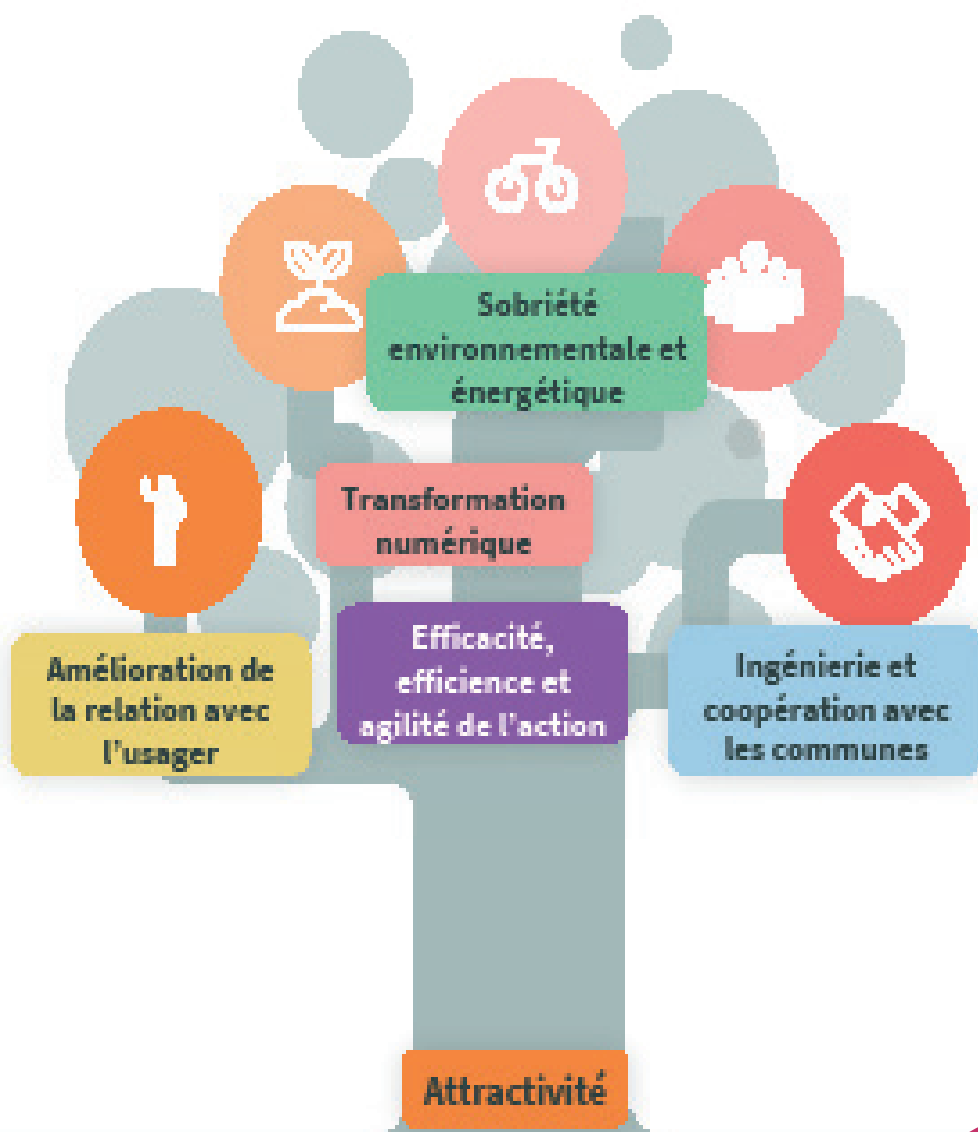 Sobriété
environnementale et
énergétique
Transformation
numérique
Efficacité,
efficience et
agilité de l'action
Amélioration de
la relation avec
l'usager
Ingénierie et
coopération avec
les communes
Attractivité